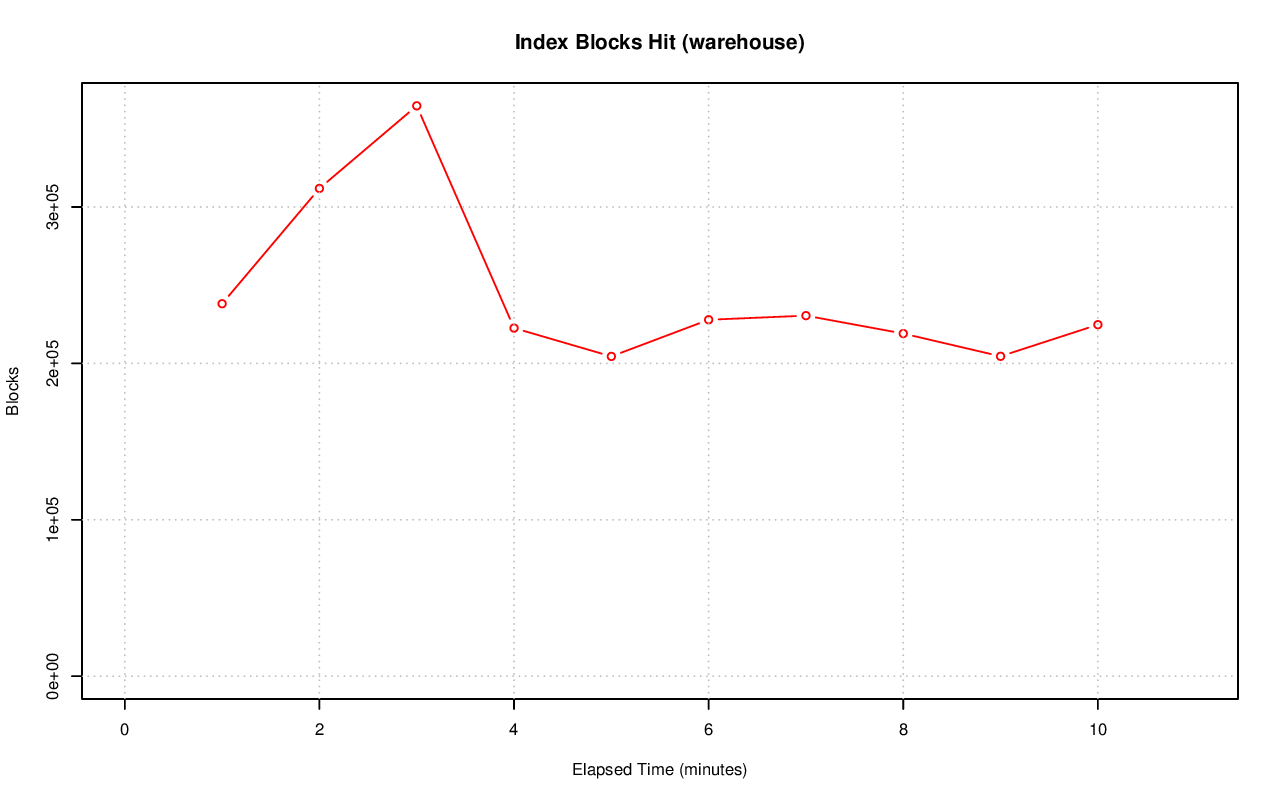 Index Blocks Hit (warehouse)
Blocks
3e+05
2e+05
1e+05
0e+00
0 2 4 6 8 10
Elapsed Time (minutes)